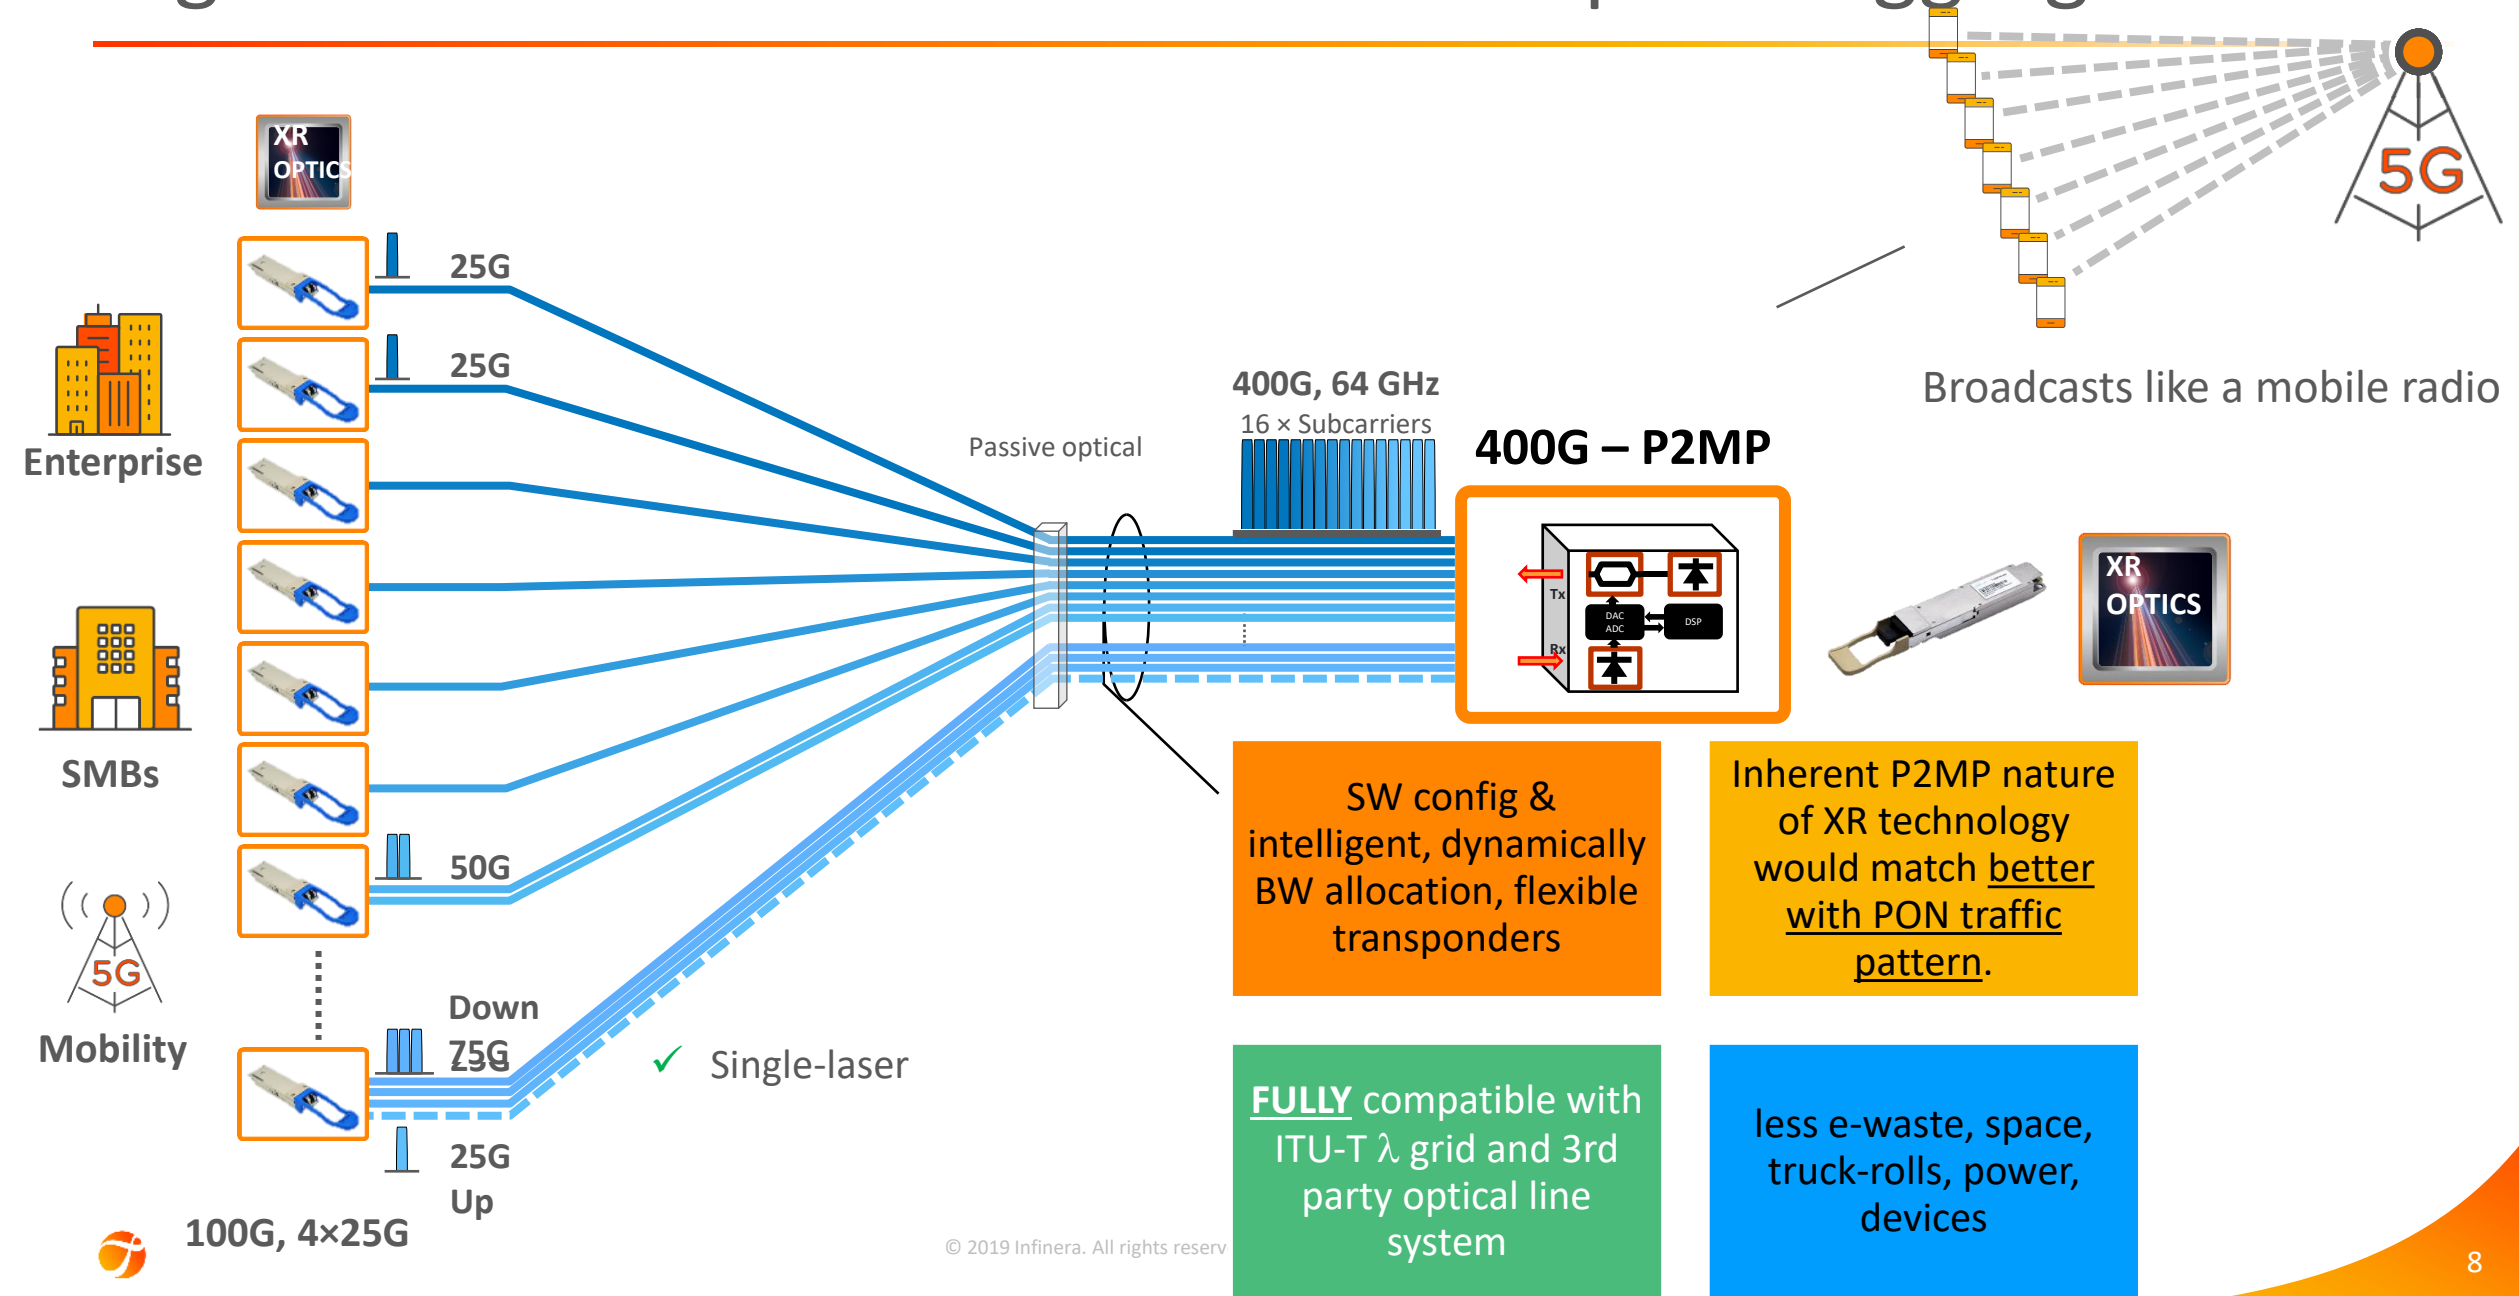 XR
OPTICS
5G
25G
25G
400G, 64 GHz
16 × Subcarriers
Broadcasts like a mobile radio
Passive optical
400G – P2MP
Enterprise
XR
OPTICS
Tx
DAC
ADC
DSP
Rx
SMBs
SW config &
intelligent, dynamically
BW allocation, flexible
transponders
Inherent P2MP nature
of XR technology
would match better
with PON traffic
pattern.
50G
5G
Mobility
Down
75G
25G
Single-laser
FULLY compatible with
ITU-T λ grid and 3rd
party optical line
system
less e-waste, space,
truck-rolls, power,
devices
25G
Up
100G, 4×25G
© 2019 Infinera. All rights reserv
8